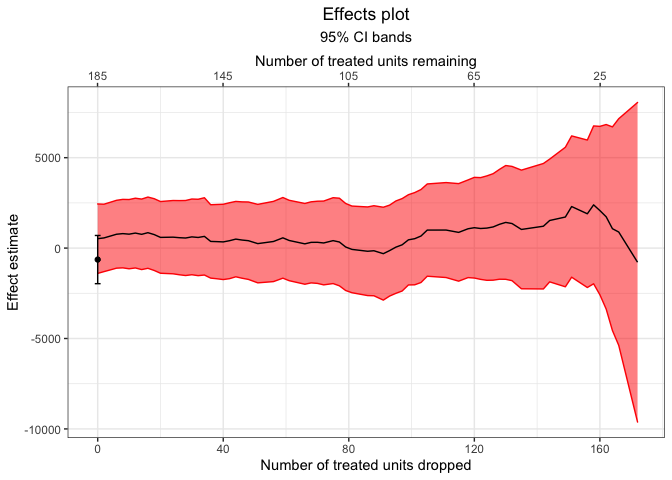 Effects plot
95% CI bands
Number of treated units remaining
185 145 105 65 25
5000
0
-5000
-10000
Effect estimate
0 40 80 120 160
Number of treated units dropped